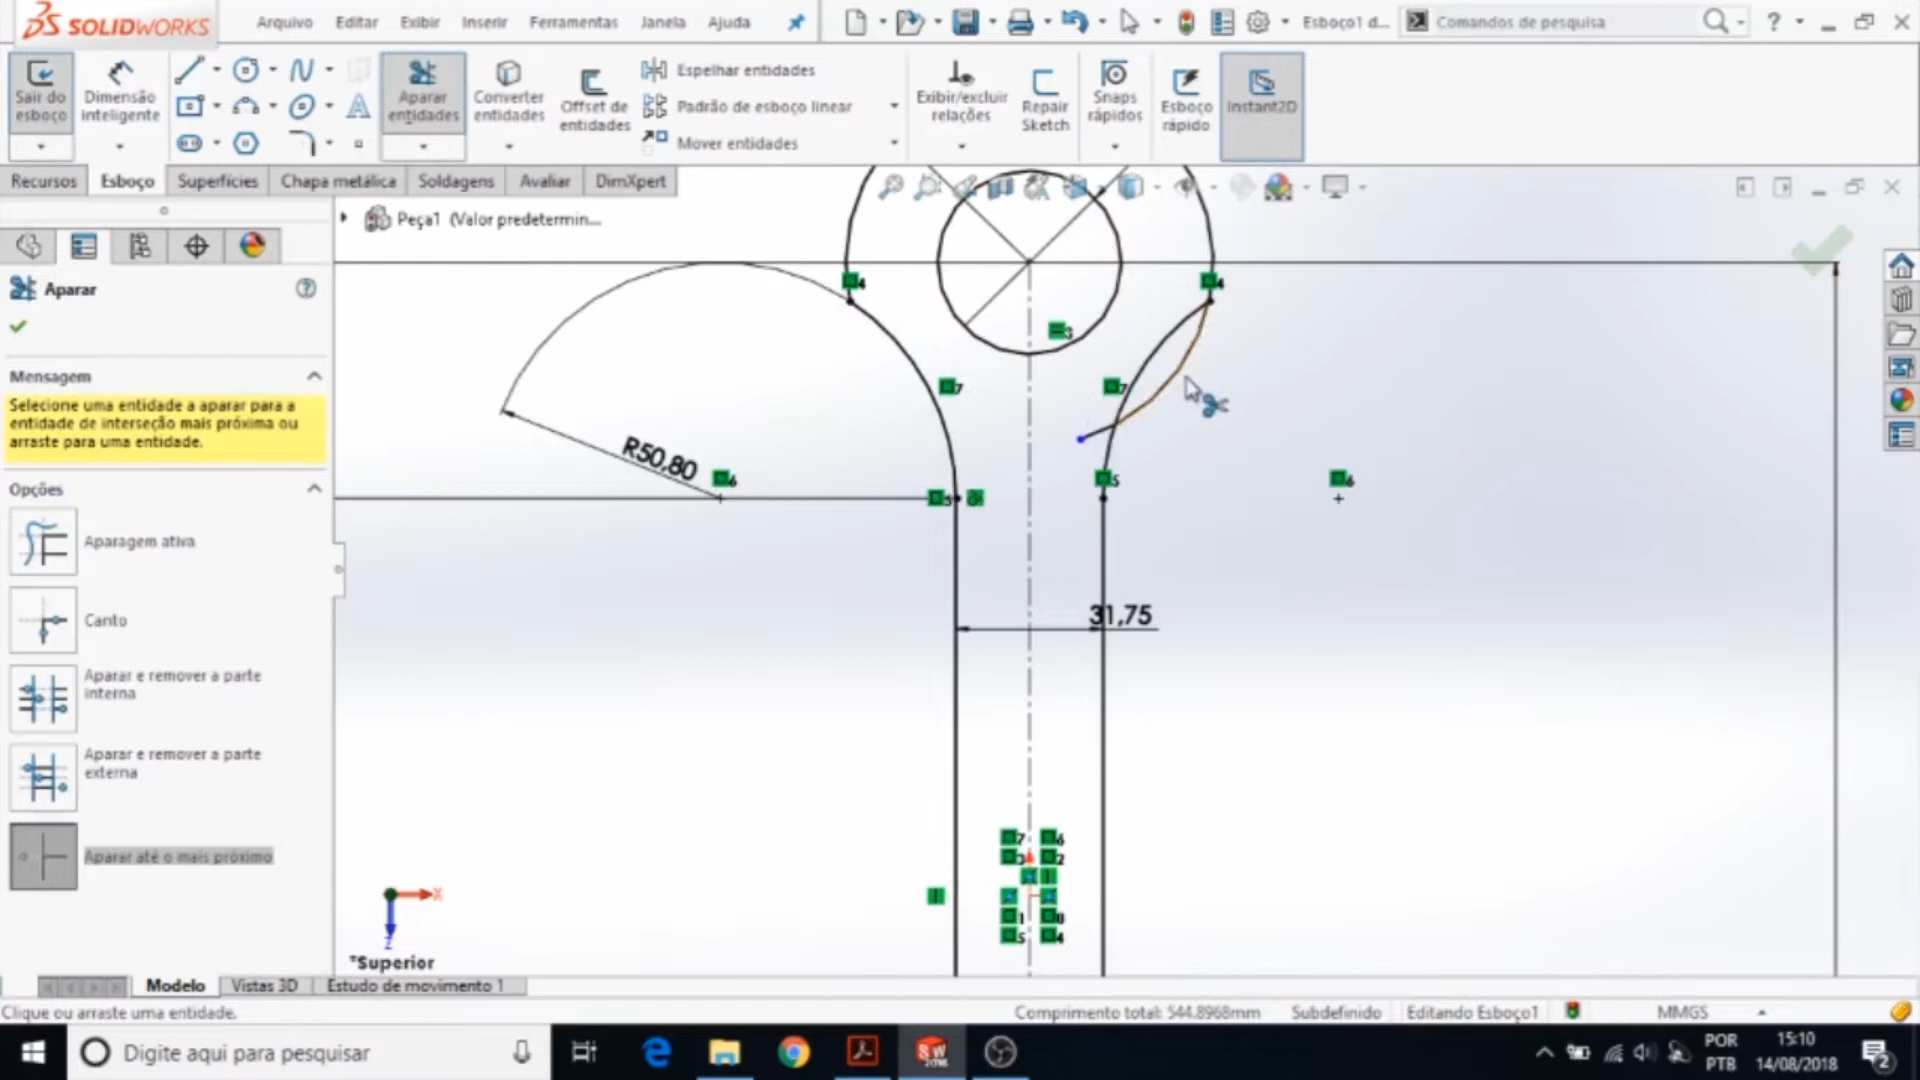 SOLIDWORKS
Arquivo Editar Exibir Inserir Ferramentas Janela Ajuda
Esboço1 d...
Comandos de pesquisa
Sair do esboço
Dimensão inteligente
Aparar entidades
Converter entidades
Offset de entidades
Espelhar entidades
Padrão de esboço linear
Mover entidades
Exibir/excluir relações
Repair Sketch
Snaps rápidos
Esboço rápido
Instant2D
Recursos Esboço Superfícies Chapa metálica Soldagens Avaliar DimXpert
Peça1 (Valor predetermin...
Aparar
Mensagem
Selecione uma entidade a aparar para a
entidade de interseção mais próxima ou
arraste para uma entidade.
Opções
Aparagem ativa
Canto
Aparar e remover a parte
interna
Aparar e remover a parte
externa
Aparar até o mais próximo
R50,80
31,75
X
Z
*Superior
Modelo Vistas 3D Estudo de movimento 1
Clique ou arraste uma entidade.
Comprimento total: 544.8968mm Subdefinido Editando Esboço1 MMGS
Digite aqui para pesquisar
POR
PTB
15:10
14/08/2018
2